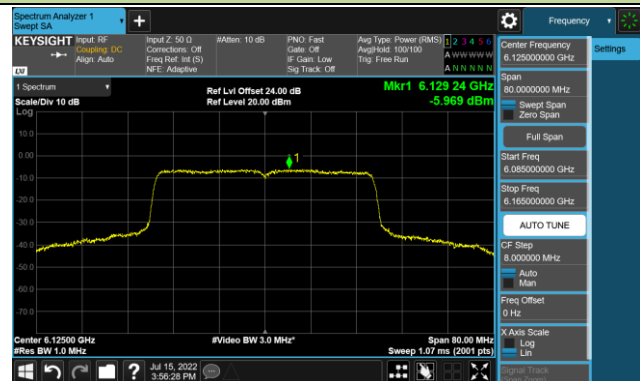 Spectrum Analyzer 1
Swept SA
Frequency
KEYSIGHT
Input: RF
Coupling: DC
Align: Auto
Input Z: 50 Ω
Corrections: Off
Freq Ref: Int (S)
NFE: Adaptive
#Atten: 10 dB
PNO: Fast
Gate: Off
IF Gain: Low
Sig Track: Off
Avg Type: Power (RMS)
Avg|Hold: 100/100
Trig: Free Run
1 2 3 4 5 6
A W W W W W
A N N N N N
LXI
1 Spectrum
Scale/Div 10 dB
Log
Ref Lvl Offset 24.00 dB
Ref Level 20.00 dBm
Mkr1 6.129 24 GHz
-5.969 dBm
10.0
0.00
-10.0
-20.0
-30.0
-40.0
-50.0
-60.0
-70.0
1
Center 6.12500 GHz
#Res BW 1.0 MHz
#Video BW 3.0 MHz*
Span 80.00 MHz
Sweep 1.07 ms (2001 pts)
Jul 15, 2022
3:56:28 PM
Center Frequency
6.125000000 GHz
Settings
Span
80.0000000 MHz
Swept Span
Zero Span
Full Span
Start Freq
6.085000000 GHz
Stop Freq
6.165000000 GHz
AUTO TUNE
CF Step
8.000000 MHz
Auto
Man
Freq Offset
0 Hz
X Axis Scale
Log
Lin
Signal Track
(Span Zoom)